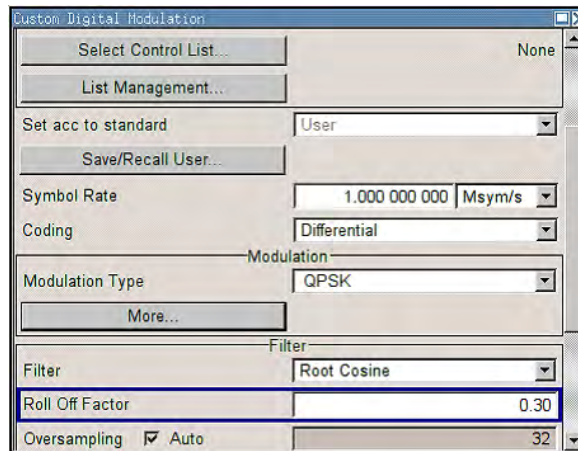 Custom Digital Modulation
Select Control List... None
List Management...
Set acc to standard User
Save/Recall User...
Symbol Rate 1.000 000 000 Msym/s
Coding Differential
Modulation
Modulation Type QPSK
More...
Filter
Filter Root Cosine
Roll Off Factor 0.30
Oversampling Auto 32